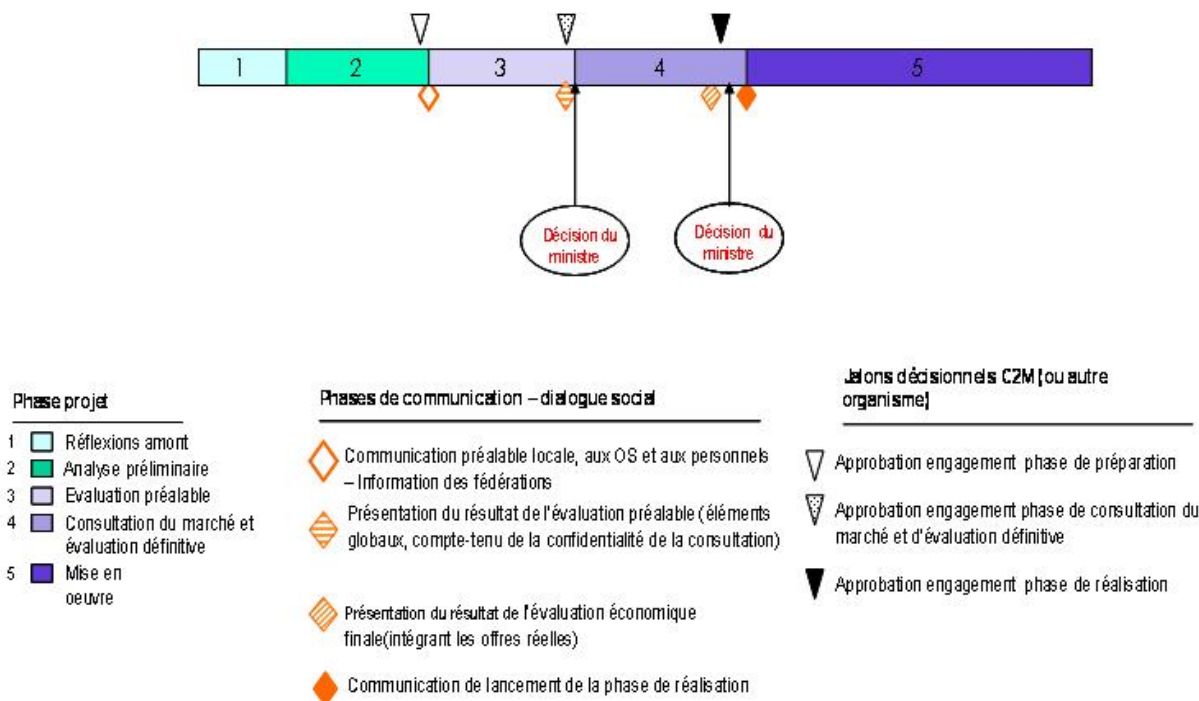 1
2
3
4
5
Décision du
ministre
Décision du
ministre
Phase projet
1 Réflexions amont
2 Analyse préliminaire
3 Evaluation préalable
4 Consultation du marché et
évaluation définitive
5 Mise en
oeuvre
Phases de communication – dialogue social
Communication préalable locale, aux OS et aux personnels
– Information des fédérations
Présentation du résultat de l'évaluation préalable (éléments
globaux, compte-tenu de la confidentialité de la consultation)
Présentation du résultat de l'évaluation économique
finale(intégrant les offres réelles)
Communication de lancement de la phase de réalisation
Jalons décisionnels C2M (ou autre
organisme)
Approbation engagement phase de préparation
Approbation engagement phase de consultation du
marché et d'évaluation définitive
Approbation engagement phase de réalisation